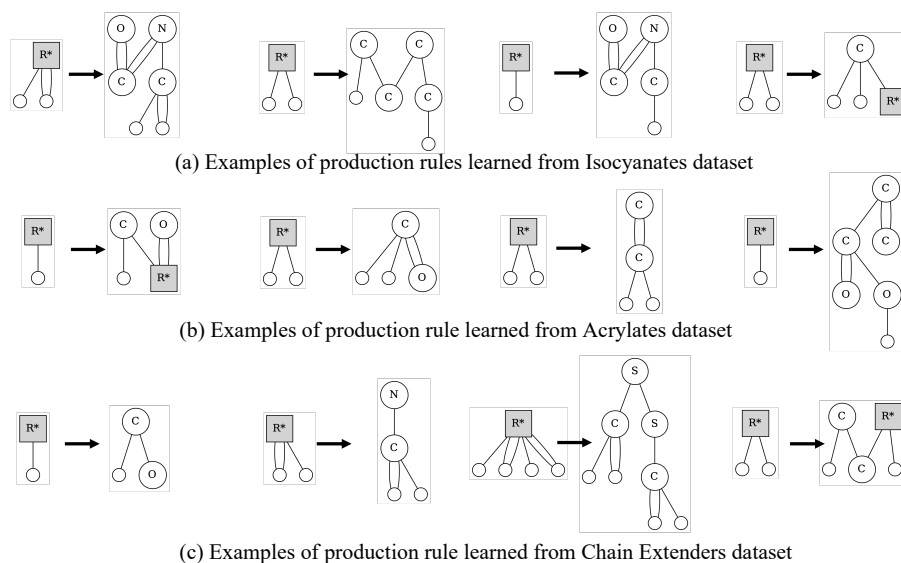 R* O N C C
R* C C C C
R* O N C C
R* C R*
(a) Examples of production rules learned from Isocyanates dataset
R* C O R*
R* C O
R* C C
R* C C C O O
(b) Examples of production rule learned from Acrylates dataset
R* C O
R* N C
R* S C S C
R* C R* C
(c) Examples of production rule learned from Chain Extenders dataset